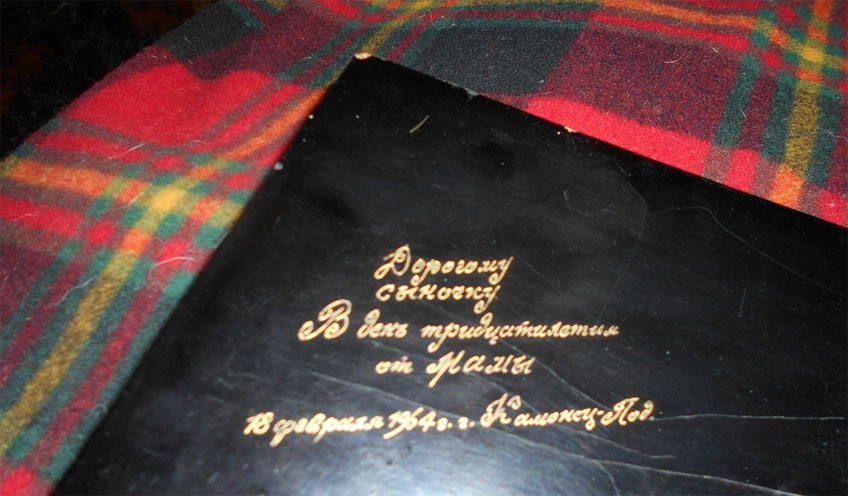 Дорогому
сыночку
В день тридцатилетия
от Мамы
18 февраля 1964 г. г. Каменец-Под.